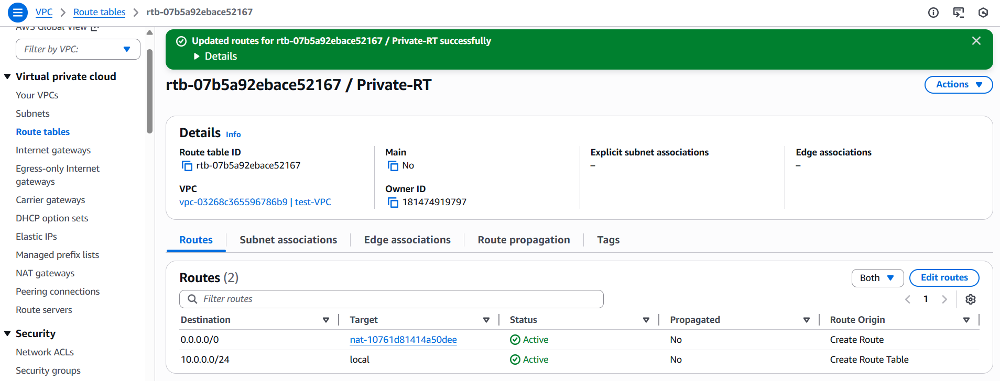 VPC > Route tables > rtb-07b5a92ebace52167
AWS Global View
Filter by VPC:
Virtual private cloud
Your VPCs
Subnets
Route tables
Internet gateways
Egress-only Internet
gateways
Carrier gateways
DHCP option sets
Elastic IPs
Managed prefix lists
NAT gateways
Peering connections
Route servers
Security
Network ACLs
Security groups
Updated routes for rtb-07b5a92ebace52167 / Private-RT successfully
Details
rtb-07b5a92ebace52167 / Private-RT
Actions
Details Info
Route table ID
rtb-07b5a92ebace52167
Main
No
Explicit subnet associations
–
Edge associations
–
VPC
vpc-03268c365596786b9 | test-VPC
Owner ID
181474919797
Routes
Subnet associations
Edge associations
Route propagation
Tags
Routes (2)
Both
Edit routes
Filter routes
1
Destination Target Status Propagated Route Origin
0.0.0.0/0 nat-10761d81414a50dee Active No Create Route
10.0.0.0/24 local Active No Create Route Table